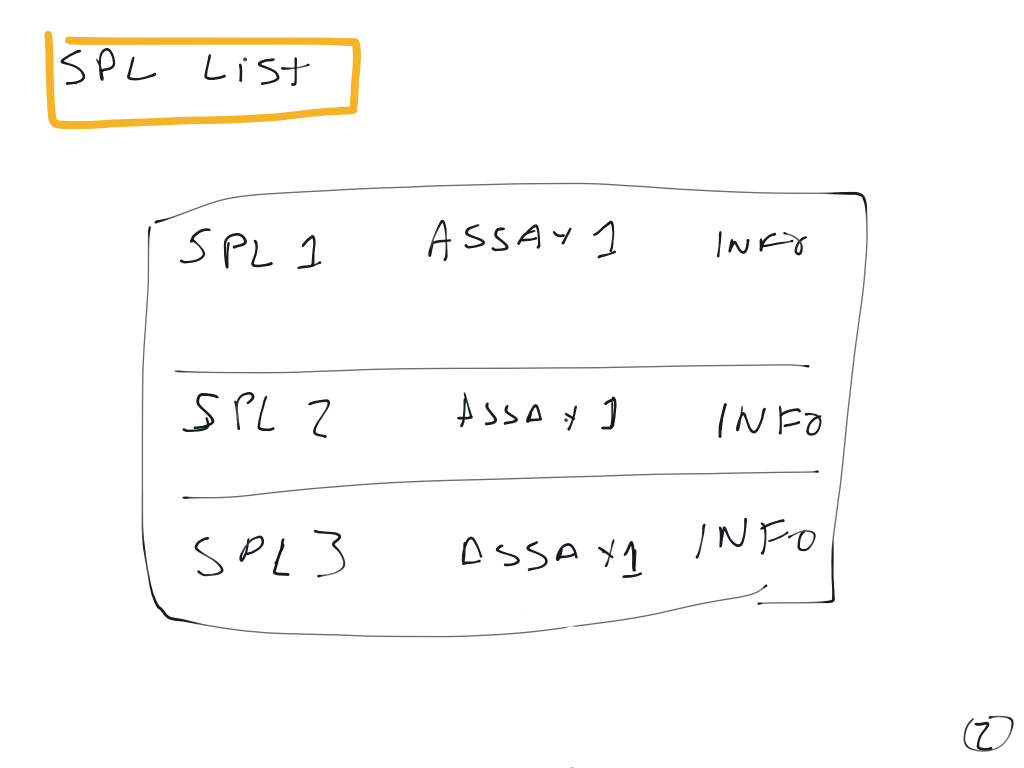 SPL List
SPL 1 ASSAY 1 INFO
SPL 2 ASSAY 1 INFO
SPL 3 ASSAY 1 INFO
2